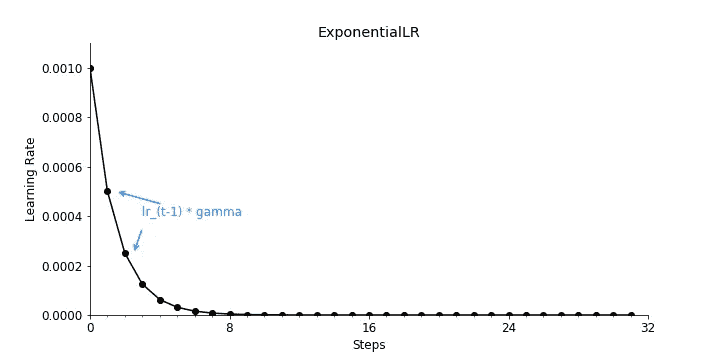 ExponentialLR
0.0010
0.0008
0.0006
0.0004
0.0002
0.0000
Learning Rate
lr_(t-1) * gamma
0
8
16
24
32
Steps